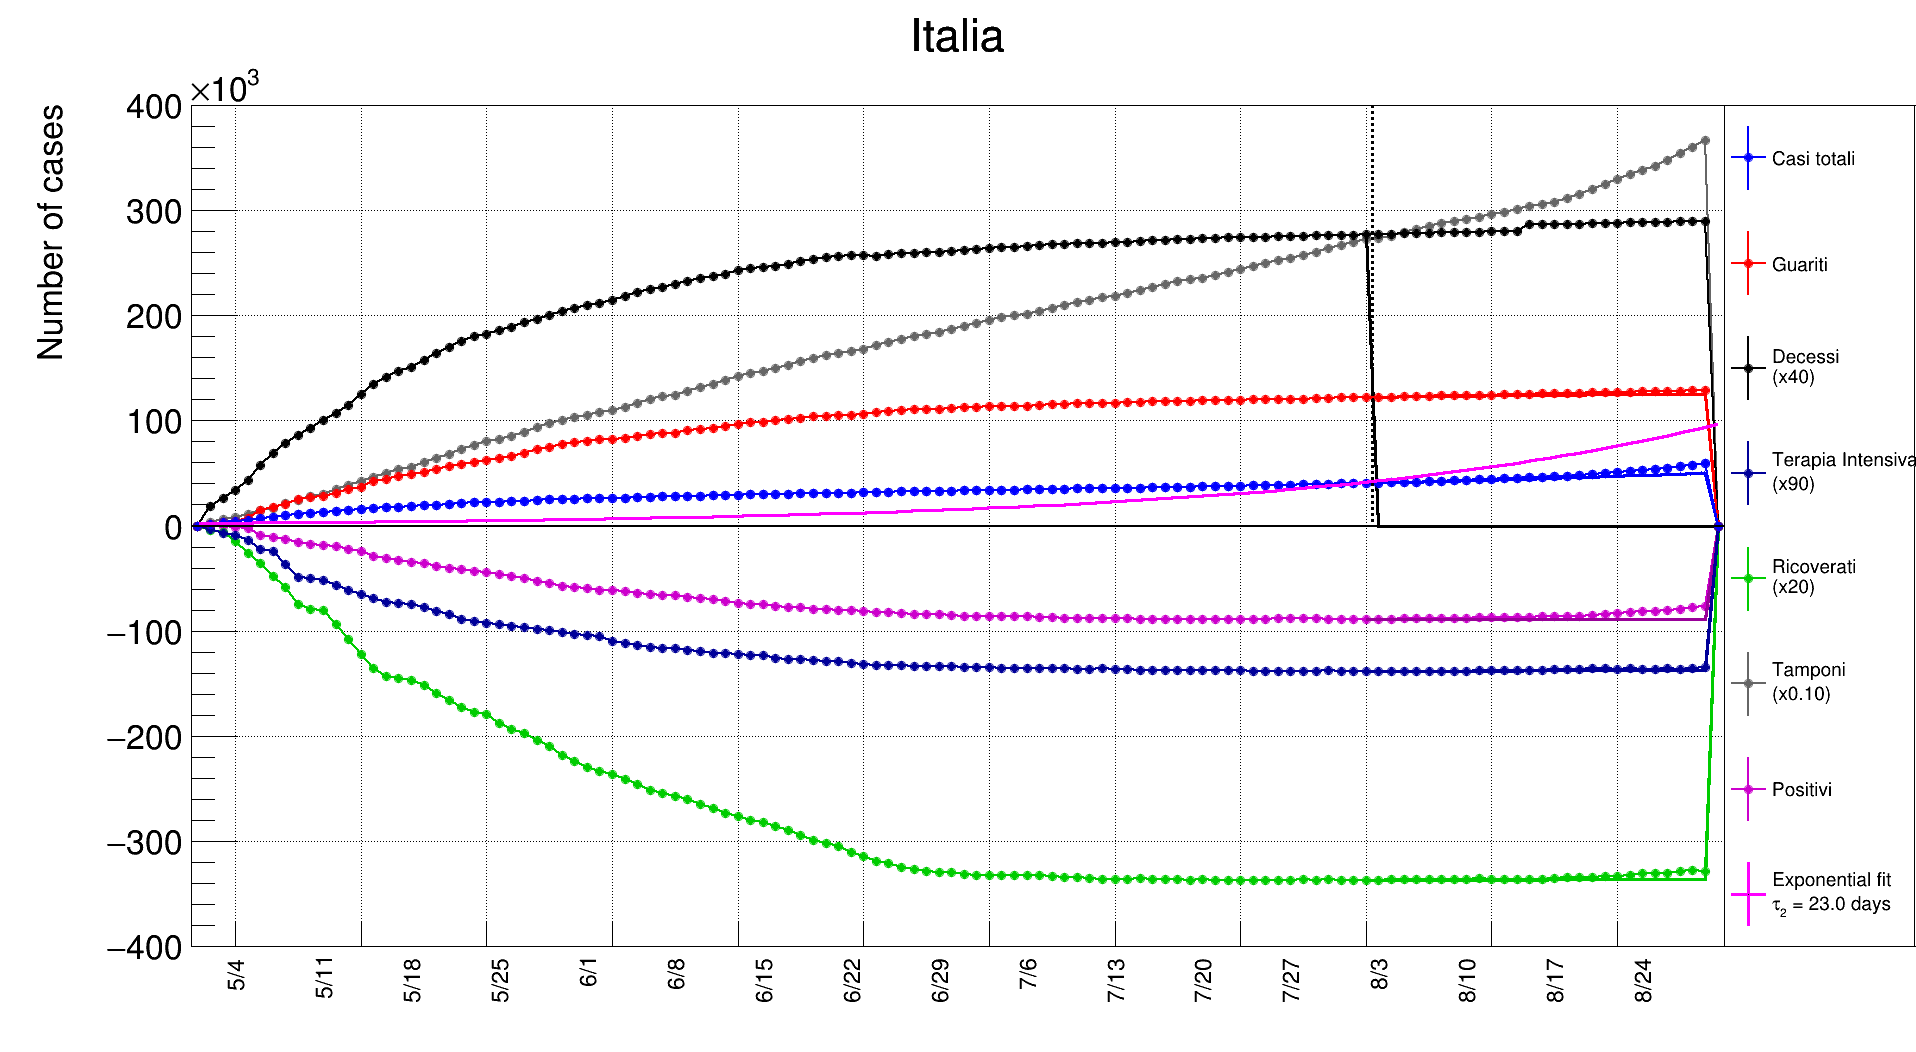 Italia
×10³
Number of cases
400
300
200
100
0
−100
−200
−300
−400
5/4
5/11
5/18
5/25
6/1
6/8
6/15
6/22
6/29
7/6
7/13
7/20
7/27
8/3
8/10
8/17
8/24
Casi totali
Guariti
Decessi
(x40)
Terapia Intensiva
(x90)
Ricoverati
(x20)
Tamponi
(x0.10)
Positivi
Exponential fit
τ₂ = 23.0 days